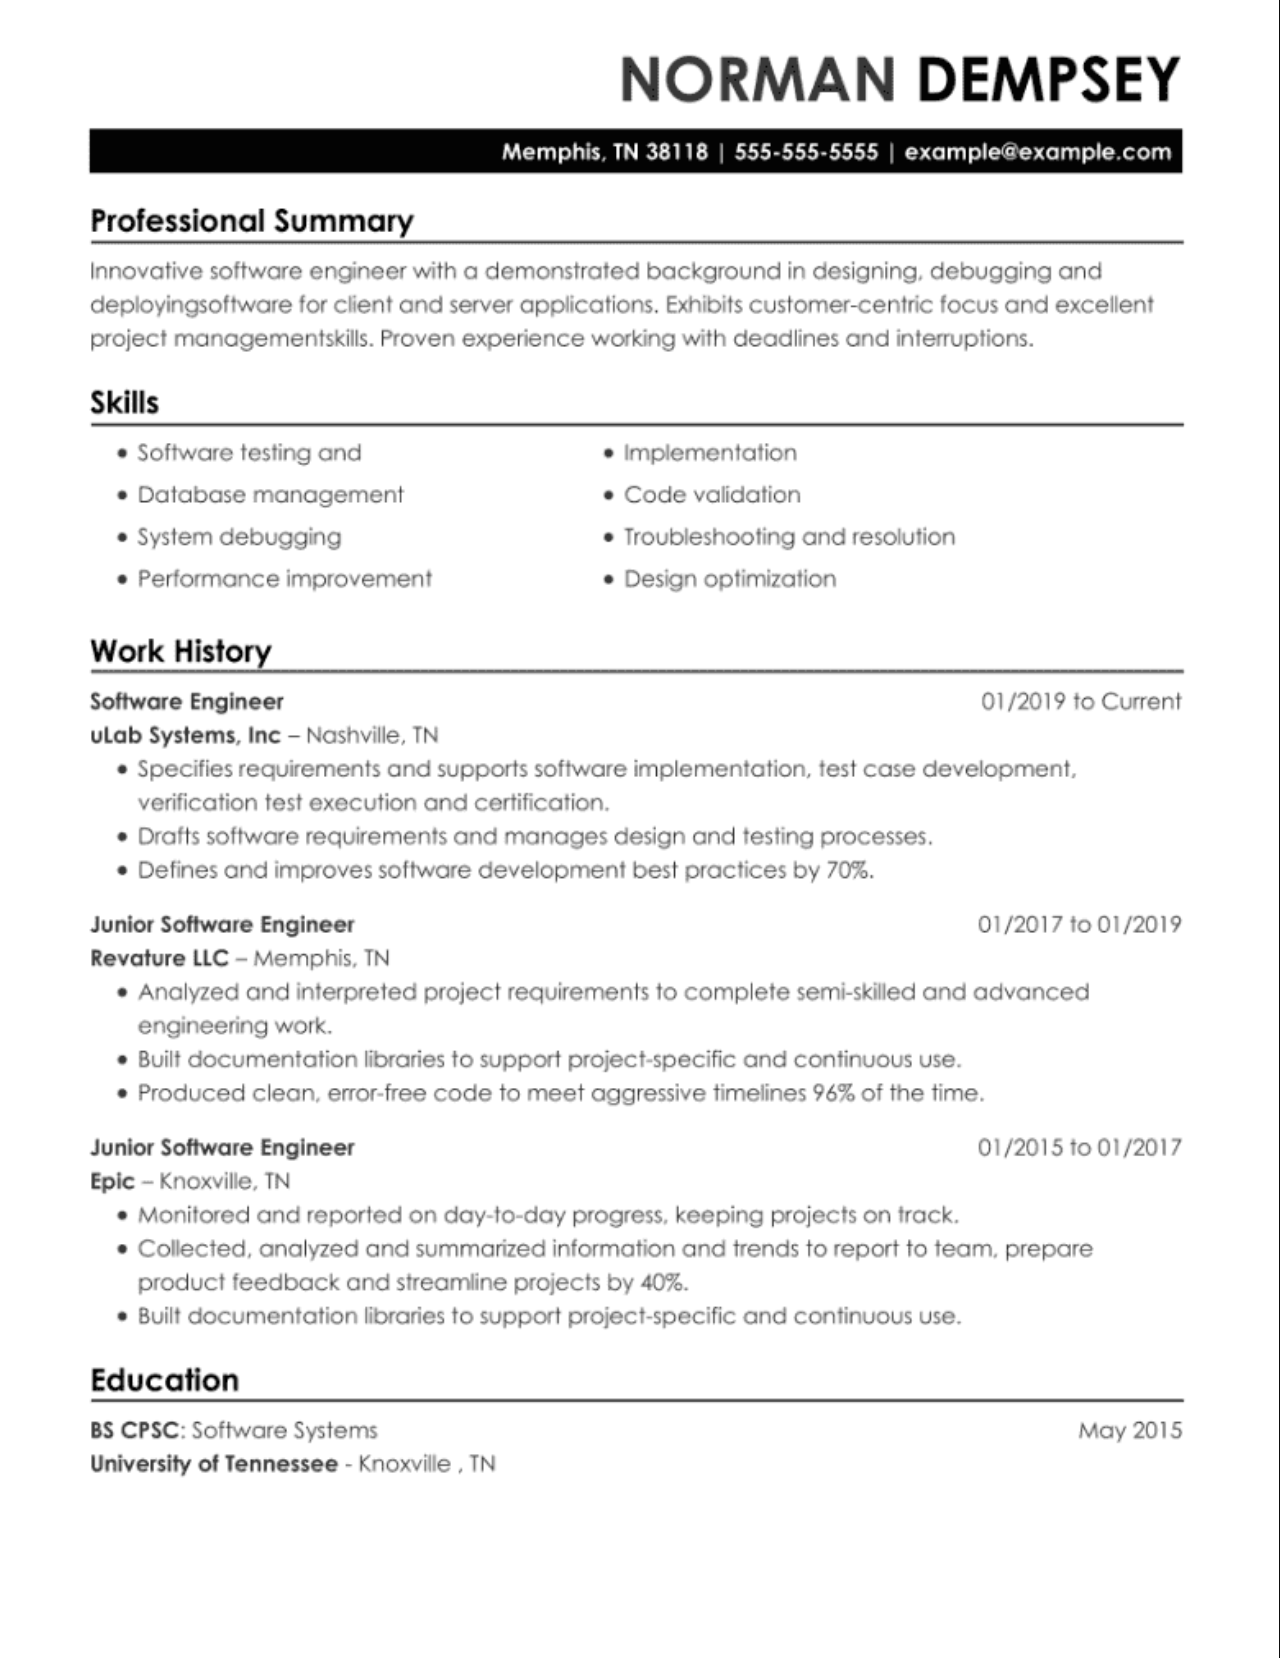 NORMAN DEMPSEY
Memphis, TN 38118 | 555-555-5555 | example@example.com
Professional Summary
Innovative software engineer with a demonstrated background in designing, debugging and
deployingsoftware for client and server applications. Exhibits customer-centric focus and excellent
project managementskills. Proven experience working with deadlines and interruptions.
Skills
• Software testing and
• Database management
• System debugging
• Performance improvement
• Implementation
• Code validation
• Troubleshooting and resolution
• Design optimization
Work History
Software Engineer 01/2019 to Current
uLab Systems, Inc – Nashville, TN
• Specifies requirements and supports software implementation, test case development,
verification test execution and certification.
• Drafts software requirements and manages design and testing processes.
• Defines and improves software development best practices by 70%.
Junior Software Engineer 01/2017 to 01/2019
Revature LLC – Memphis, TN
• Analyzed and interpreted project requirements to complete semi-skilled and advanced
engineering work.
• Built documentation libraries to support project-specific and continuous use.
• Produced clean, error-free code to meet aggressive timelines 96% of the time.
Junior Software Engineer 01/2015 to 01/2017
Epic – Knoxville, TN
• Monitored and reported on day-to-day progress, keeping projects on track.
• Collected, analyzed and summarized information and trends to report to team, prepare
product feedback and streamline projects by 40%.
• Built documentation libraries to support project-specific and continuous use.
Education
BS CPSC: Software Systems May 2015
University of Tennessee - Knoxville , TN